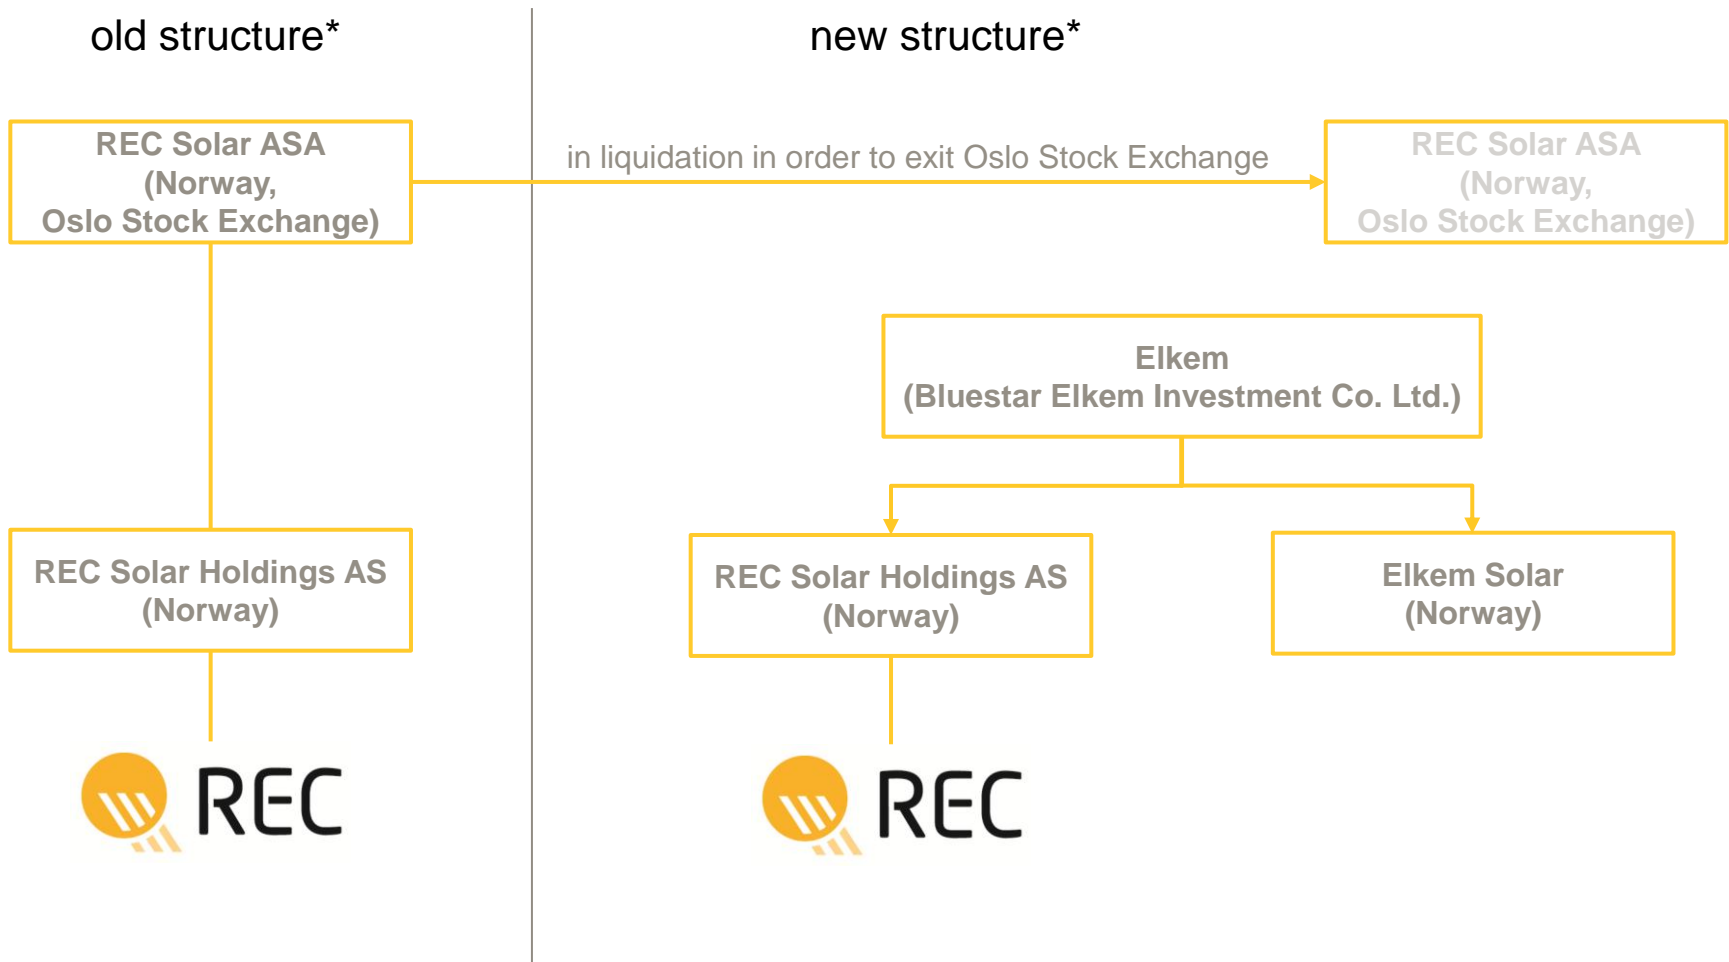 old structure*
new structure*
REC Solar ASA
(Norway,
Oslo Stock Exchange)
in liquidation in order to exit Oslo Stock Exchange
REC Solar ASA
(Norway,
Oslo Stock Exchange)
Elkem
(Bluestar Elkem Investment Co. Ltd.)
REC Solar Holdings AS
(Norway)
REC Solar Holdings AS
(Norway)
Elkem Solar
(Norway)
REC
REC